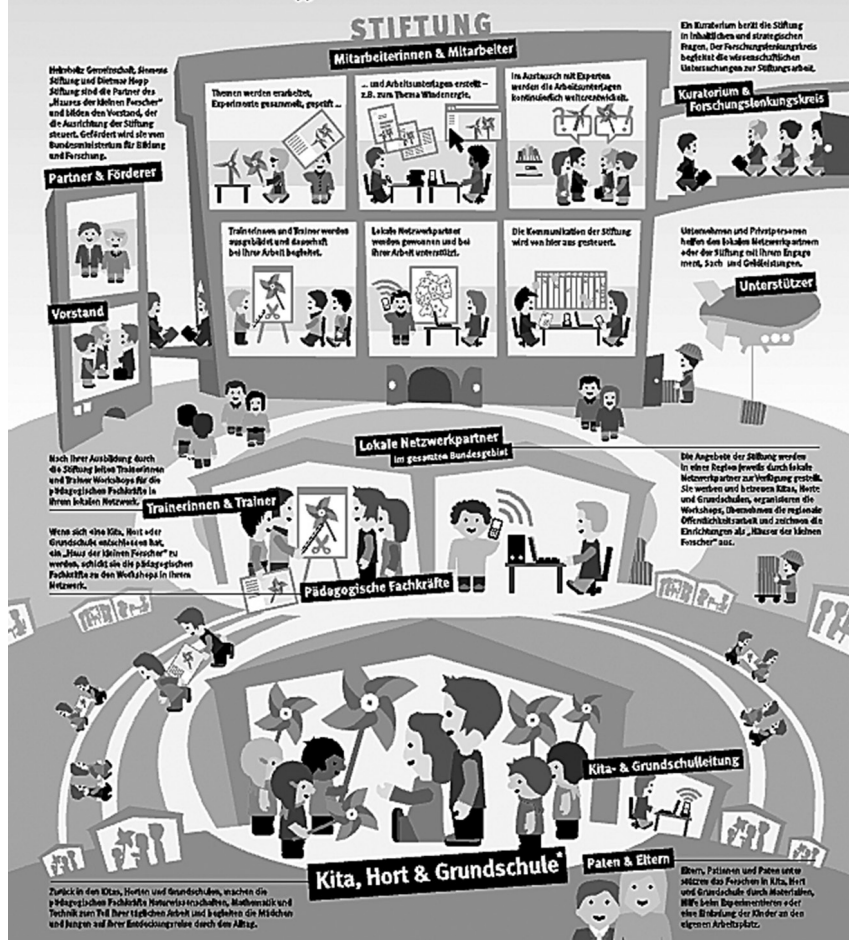 STIFTUNG
Mitarbeiterinnen & Mitarbeiter
Helmholtz Gemeinschaft, Siemens
Stiftung und Dietmar Hopp
Stiftung sind die Partner des
„Hauses der kleinen Forscher“
und bilden den Vorstand, der
die Ausrichtung der Stiftung
steuert. Gefördert wird sie vom
Bundesministerium für Bildung
und Forschung.
Partner & Förderer
Vorstand
Themen werden erarbeitet,
Experimente gesammelt, geprüft ...
... und Arbeitsunterlagen erstellt –
z.B. zum Thema Windenergie.
Im Austausch mit Experten
werden die Arbeitsunterlagen
kontinuierlich weiterentwickelt.
Trainerinnen und Trainer werden
ausgebildet und dauerhaft
bei ihrer Arbeit begleitet.
Lokale Netzwerkpartner
werden gewonnen und bei
ihrer Arbeit unterstützt.
Die Kommunikation der Stiftung
wird von hier aus gesteuert.
Ein Kuratorium berät die Stiftung
in inhaltlichen und strategischen
Fragen. Der Forschungslenkungskreis
begleitet die wissenschaftlichen
Untersuchungen zur Stiftungsarbeit.
Kuratorium &
Forschungslenkungskreis
Unternehmen und Privatpersonen
helfen den lokalen Netzwerkpartnern
oder der Stiftung mit ihrem Engage
ment, Sach- und Geldleistungen.
Unterstützer
Lokale Netzwerkpartner
im gesamten Bundesgebiet
Nach ihrer Ausbildung durch
die Stiftung leiten Trainerinnen
und Trainer Workshops für die
pädagogischen Fachkräfte in
ihrem lokalen Netzwerk.
Trainerinnen & Trainer
Wenn sich eine Kita, Hort oder
Grundschule entschlossen hat,
ein „Haus der kleinen Forscher“ zu
werden, schickt sie die pädagogischen
Fachkräfte zu den Workshops in ihrem
Netzwerk.
Pädagogische Fachkräfte
Die Angebote der Stiftung werden
in einer Region jeweils durch lokale
Netzwerkpartner zur Verfügung gestellt.
Sie werben und betreuen Kitas, Horte
und Grundschulen, organisieren die
Workshops, übernehmen die regionale
Öffentlichkeitsarbeit und zeichnen die
Einrichtungen als „Häuser der kleinen
Forscher“ aus.
Kita- & Grundschulleitung
Kita, Hort & Grundschule*
Paten & Eltern
Zurück in den Kitas, Horten und Grundschulen, machen die
pädagogischen Fachkräfte Naturwissenschaften, Mathematik und
Technik zum Teil ihrer täglichen Arbeit und begleiten die Mädchen
und Jungen auf ihrer Entdeckungsreise durch den Alltag.
Eltern, Patinnen und Paten unter
stützen das Forschen in Kita, Hort
und Grundschule durch Materialien,
Hilfe beim Experimentieren oder
eine Einladung der Kinder an den
eigenen Arbeitsplatz.